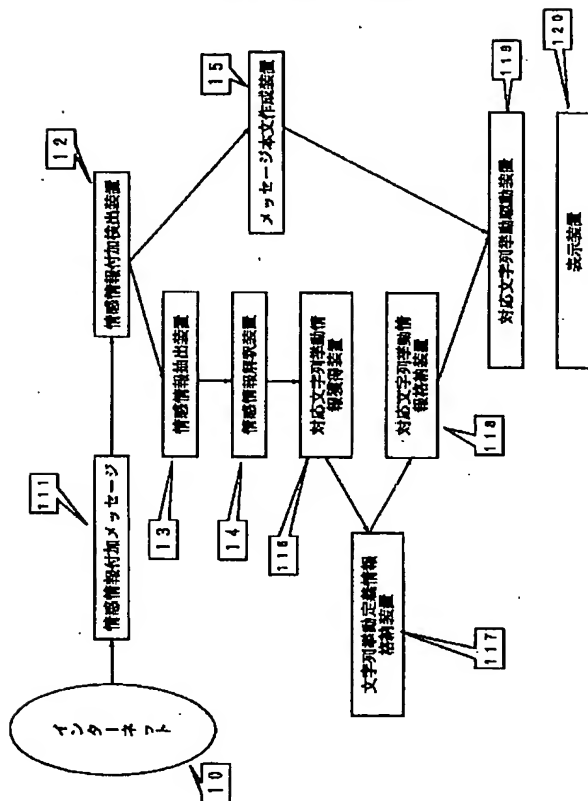 インターネット
10
111
情感情報付加メッセージ
12
情感情報付加検出装置
13
情感情報抽出装置
14
情感情報解釈装置
15
メッセージ本文作成装置
116
対応文字列挙動情
報獲得装置
文字列挙動定義情報
格納装置
117
対応文字列挙動情
報格納装置
118
119
対応文字列挙動駆動装置
120
表示装置